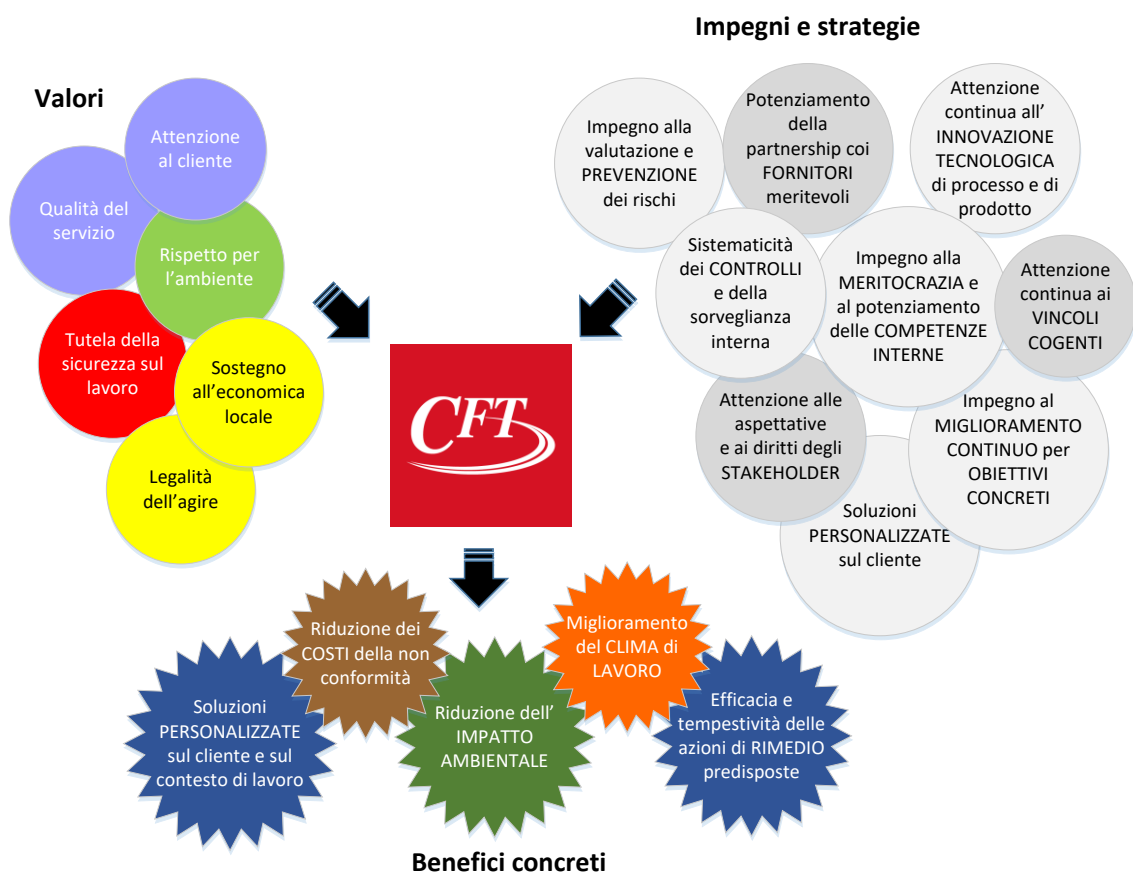 Impegni e strategie
Valori
Attenzione
al cliente
Qualità del
servizio
Rispetto per
l'ambiente
Tutela della
sicurezza sul
lavoro
Sostegno
all'economica
locale
Legalità
dell'agire
Impegno alla
valutazione e
PREVENZIONE
dei rischi
Potenziamento
della
partnership coi
FORNITORI
meritevoli
Attenzione
continua all'
INNOVAZIONE
TECNOLOGICA
di processo e di
prodotto
Sistematicità
dei CONTROLLI
e della
sorveglianza
interna
Impegno alla
MERITOCRAZIA e
al potenziamento
delle COMPETENZE
INTERNE
Attenzione
continua ai
VINCOLI
COGENTI
Attenzione alle
aspettative
e ai diritti degli
STAKEHOLDER
Impegno al
MIGLIORAMENTO
CONTINUO per
OBIETTIVI
CONCRETI
Soluzioni
PERSONALIZZATE
sul cliente
CFT
Soluzioni
PERSONALIZZATE
sul cliente e sul
contesto di lavoro
Riduzione dei
COSTI della non
conformità
Riduzione dell'
IMPATTO
AMBIENTALE
Miglioramento
del CLIMA di
LAVORO
Efficacia e
tempestività delle
azioni di RIMEDIO
predisposte
Benefici concreti